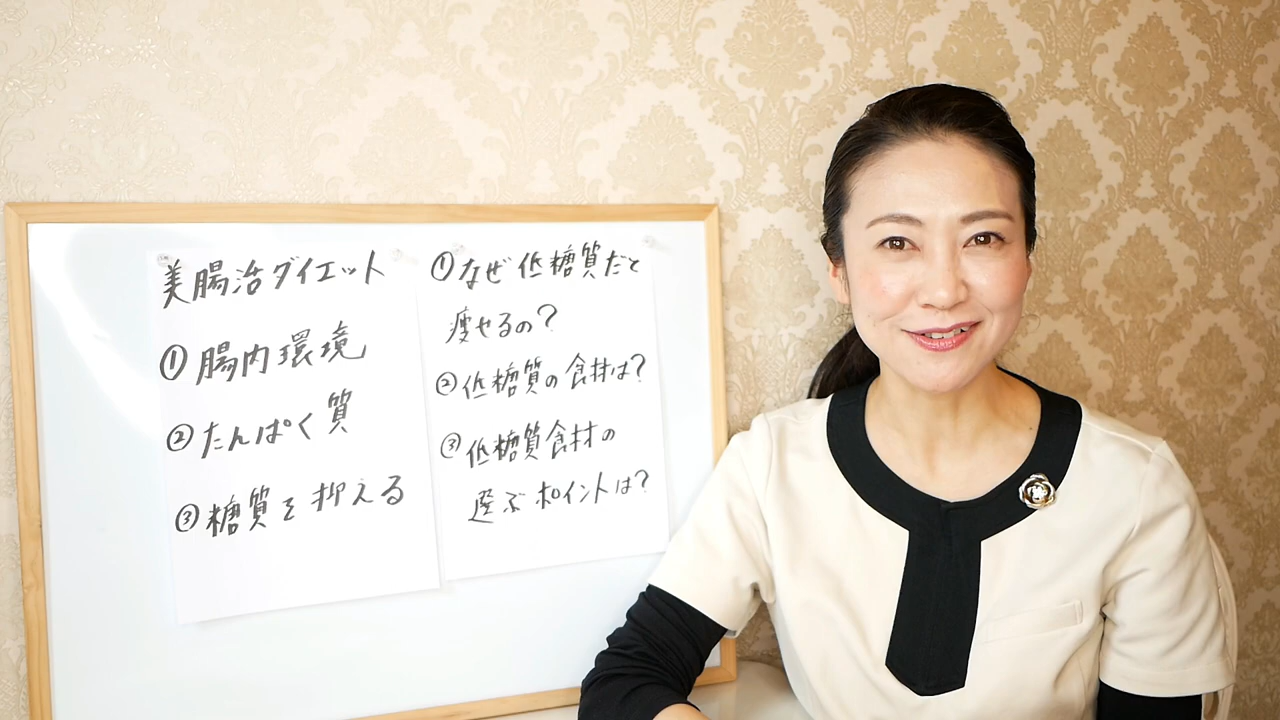 美腸治ダイエット
①腸内環境
②たんぱく質
③糖質を抑える
①なぜ低糖質だと
痩せるの?
②低糖質の食材は?
③低糖質食材の
選ぶポイントは?